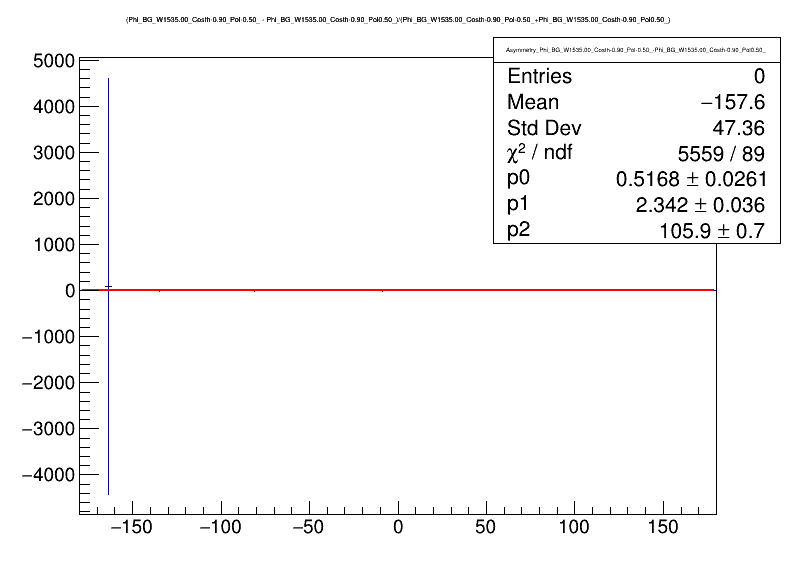 (Phi_BG_W1535.00_Costh-0.90_Pol-0.50_ - Phi_BG_W1535.00_Costh-0.90_Pol0.50_)/(Phi_BG_W1535.00_Costh-0.90_Pol-0.50_+Phi_BG_W1535.00_Costh-0.90_Pol0.50_)
Asymmetry_Phi_BG_W1535.00_Costh-0.90_Pol-0.50_-Phi_BG_W1535.00_Costh-0.90_Pol0.50_
Entries 0
Mean −157.6
Std Dev 47.36
χ² / ndf 5559 / 89
p0 0.5168 ± 0.0261
p1 2.342 ± 0.036
p2 105.9 ± 0.7
5000
4000
3000
2000
1000
0
−1000
−2000
−3000
−4000
−150 −100 −50 0 50 100 150